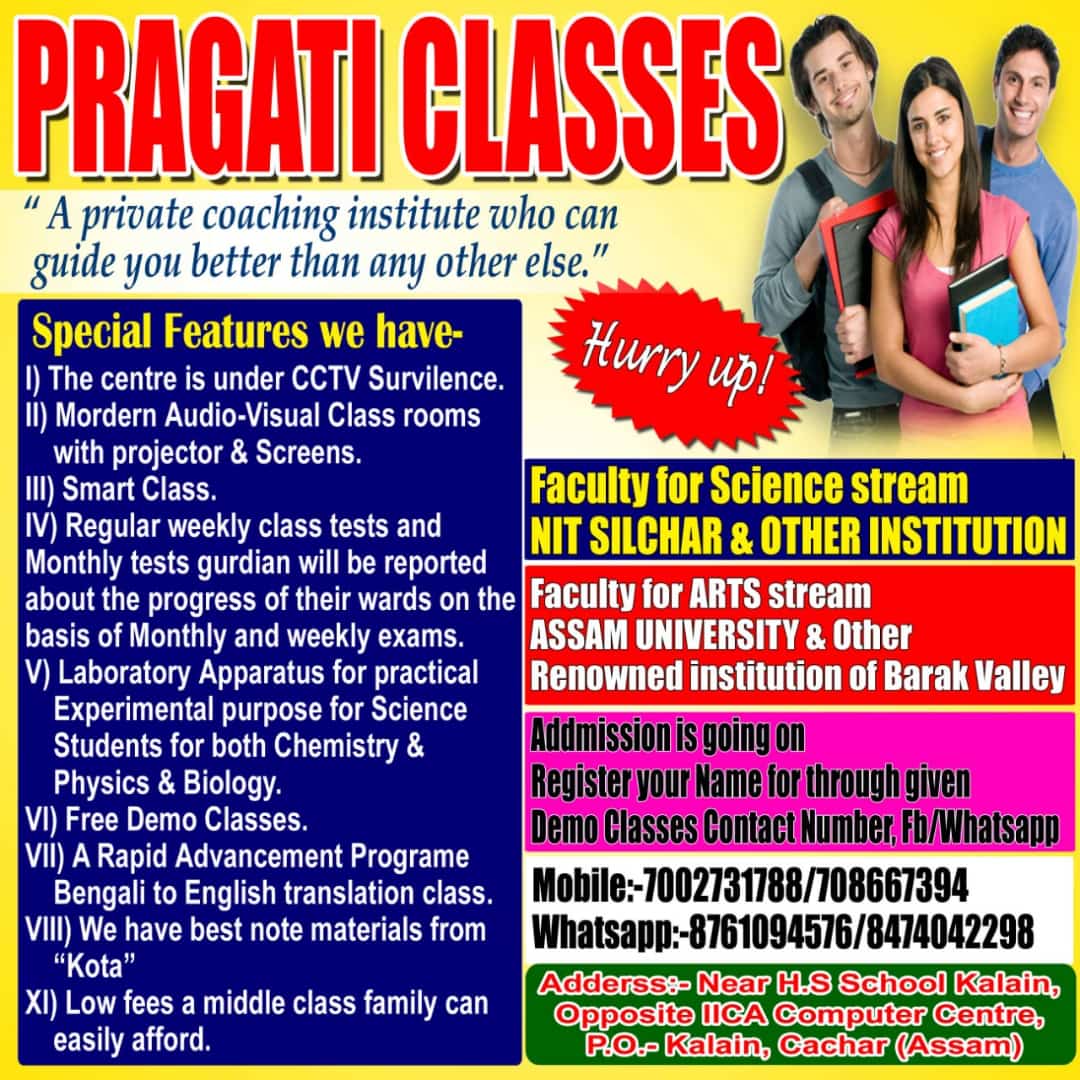 PRAGATI CLASSES
“ A private coaching institute who can
guide you better than any other else.”
Hurry up!
Special Features we have-
I) The centre is under CCTV Survilence.
II) Mordern Audio-Visual Class rooms
with projector & Screens.
III) Smart Class.
IV) Regular weekly class tests and
Monthly tests gurdian will be reported
about the progress of their wards on the
basis of Monthly and weekly exams.
V) Laboratory Apparatus for practical
Experimental purpose for Science
Students for both Chemistry &
Physics & Biology.
VI) Free Demo Classes.
VII) A Rapid Advancement Programe
Bengali to English translation class.
VIII) We have best note materials from
“Kota”
XI) Low fees a middle class family can
easily afford.
Faculty for Science stream
NIT SILCHAR & OTHER INSTITUTION
Faculty for ARTS stream
ASSAM UNIVERSITY & Other
Renowned institution of Barak Valley
Addmission is going on
Register your Name for through given
Demo Classes Contact Number, Fb/Whatsapp
Mobile:-7002731788/708667394
Whatsapp:-8761094576/8474042298
Adderss:- Near H.S School Kalain,
Opposite IICA Computer Centre,
P.O.- Kalain, Cachar (Assam)